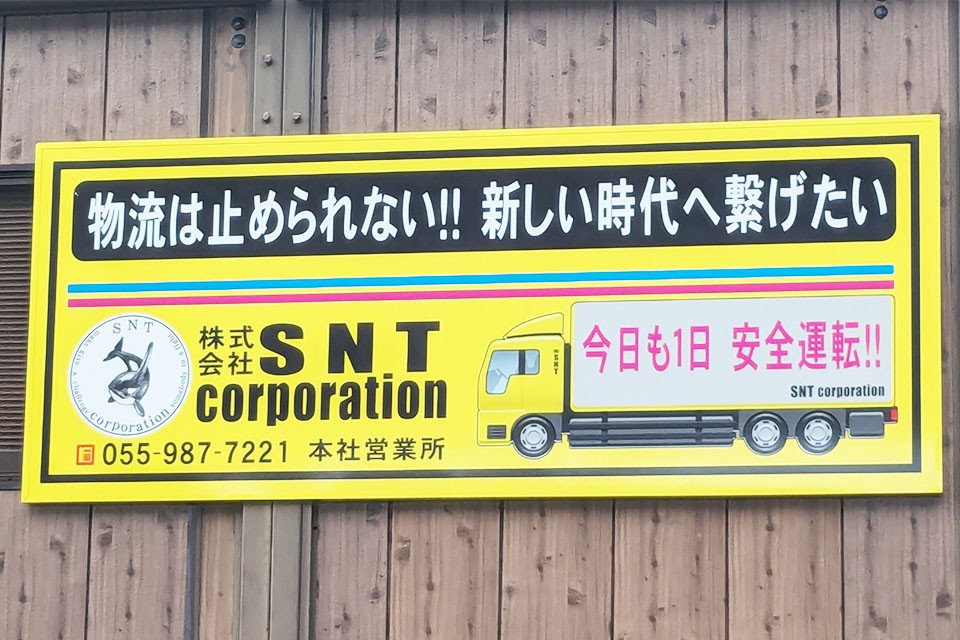 物流は止められない!! 新しい時代へ繋げたい
株式会社 SNT
corporation
055-987-7221 本社営業所
SNT
corporation
SNT
今日も1日 安全運転!!
SNT corporation